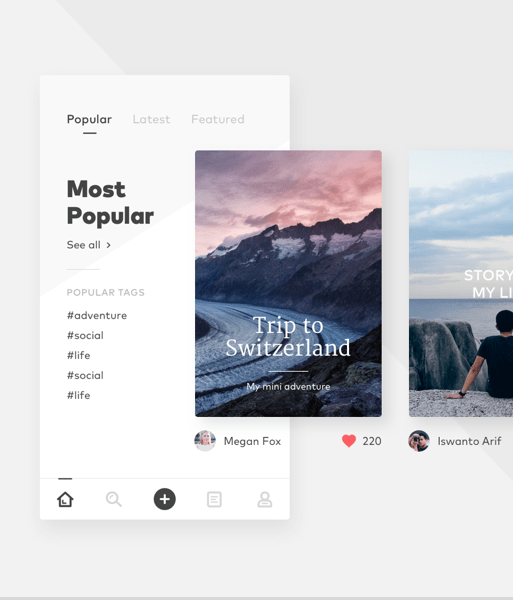 Popular Latest Featured
Most
Popular
See all
POPULAR TAGS
#adventure
#social
#life
#social
#life
Trip to
Switzerland
My mini adventure
Megan Fox
220
STORY
MY LI
Iswanto Arif